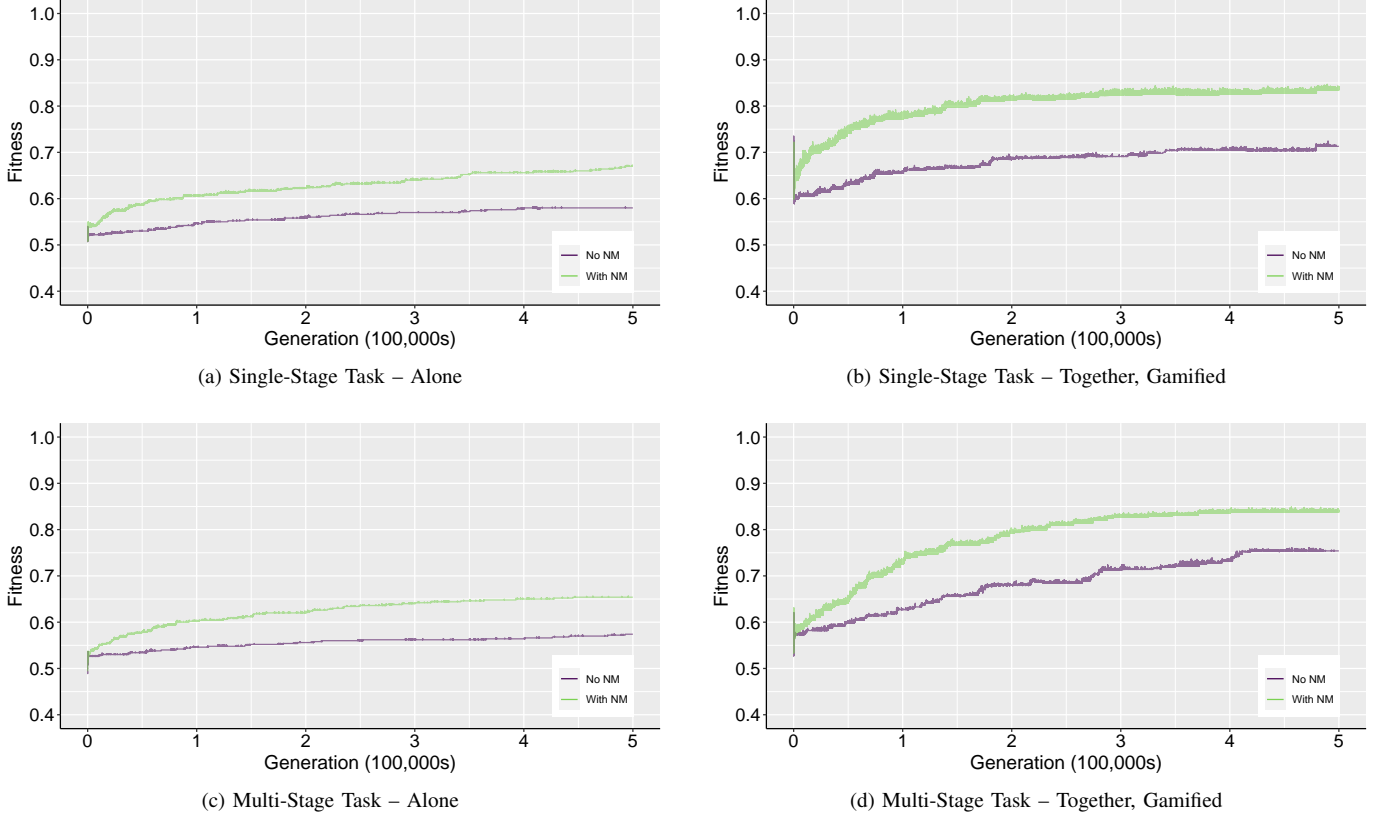 1.0
0.9
0.8
0.7
0.6
0.5
0.4
Fitness
0 1 2 3 4 5
Generation (100,000s)
No NM
With NM
(a) Single-Stage Task – Alone
1.0
0.9
0.8
0.7
0.6
0.5
0.4
Fitness
0 1 2 3 4 5
Generation (100,000s)
No NM
With NM
(b) Single-Stage Task – Together, Gamified
1.0
0.9
0.8
0.7
0.6
0.5
0.4
Fitness
0 1 2 3 4 5
Generation (100,000s)
No NM
With NM
(c) Multi-Stage Task – Alone
1.0
0.9
0.8
0.7
0.6
0.5
0.4
Fitness
0 1 2 3 4 5
Generation (100,000s)
No NM
With NM
(d) Multi-Stage Task – Together, Gamified